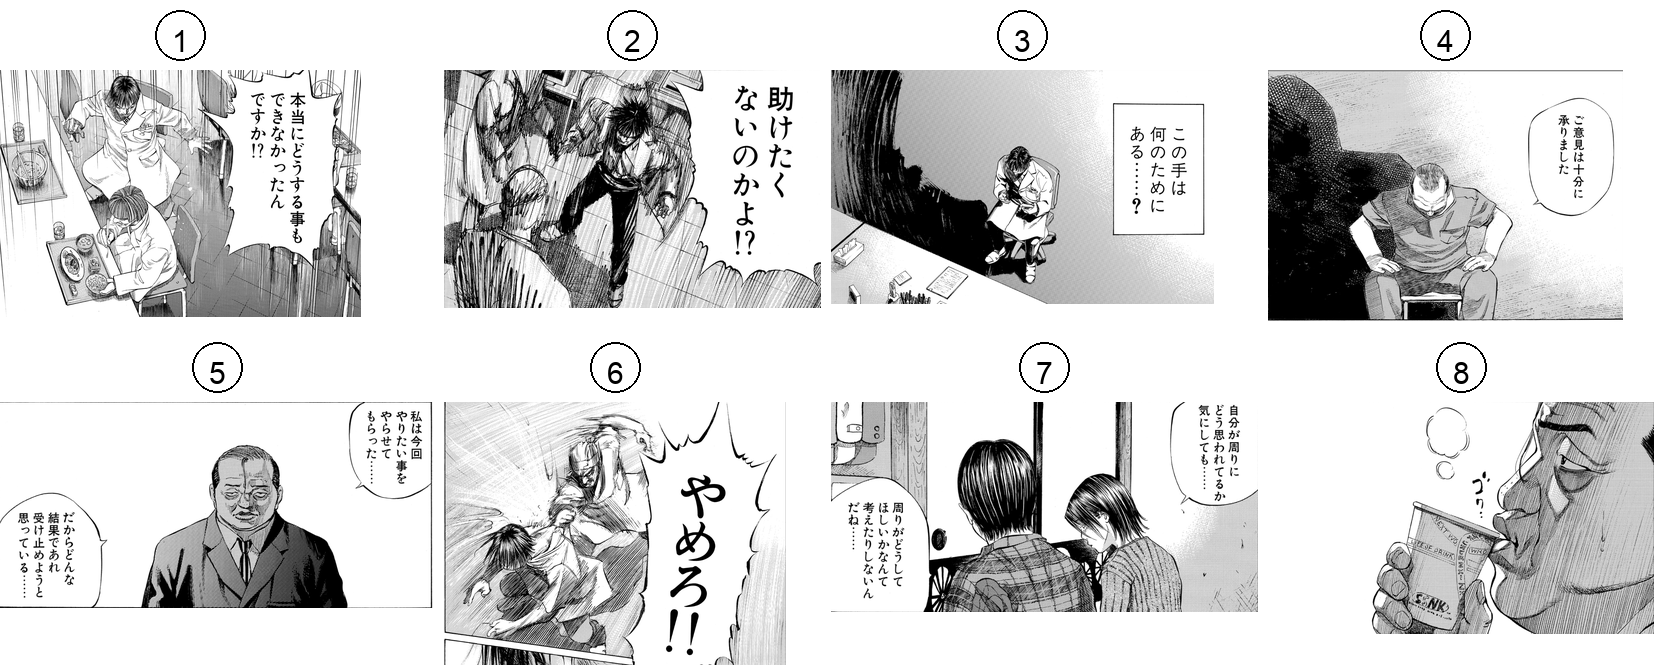 1
本当にどうする事も
できなかったん
ですか!?
2
助けたく
ないのかよ!?
3
この手は
何のために
ある……?
4
ご意見は十分に
承りました
5
私は今回
やりたい事を
やらせて
もらった……
だからどんな
結果であれ
受け止めようと
思っている……
6
やめろ!!
7
自分が周りに
どう思われてるか
気にしても……
周りがどうして
ほしいかなんて
考えたりしないん
だね……
8
ゴク…